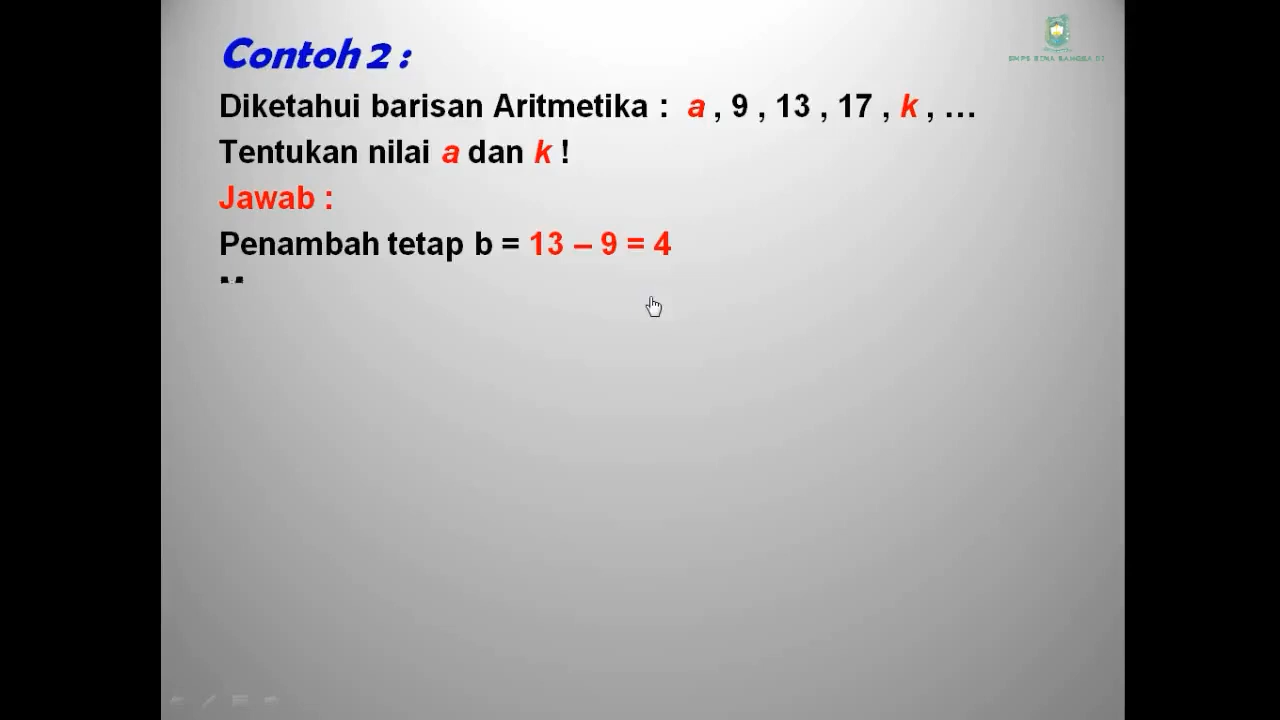 Contoh 2 :
Diketahui barisan Aritmetika : a , 9 , 13 , 17 , k , …
Tentukan nilai a dan k !
Jawab :
Penambah tetap b = 13 – 9 = 4